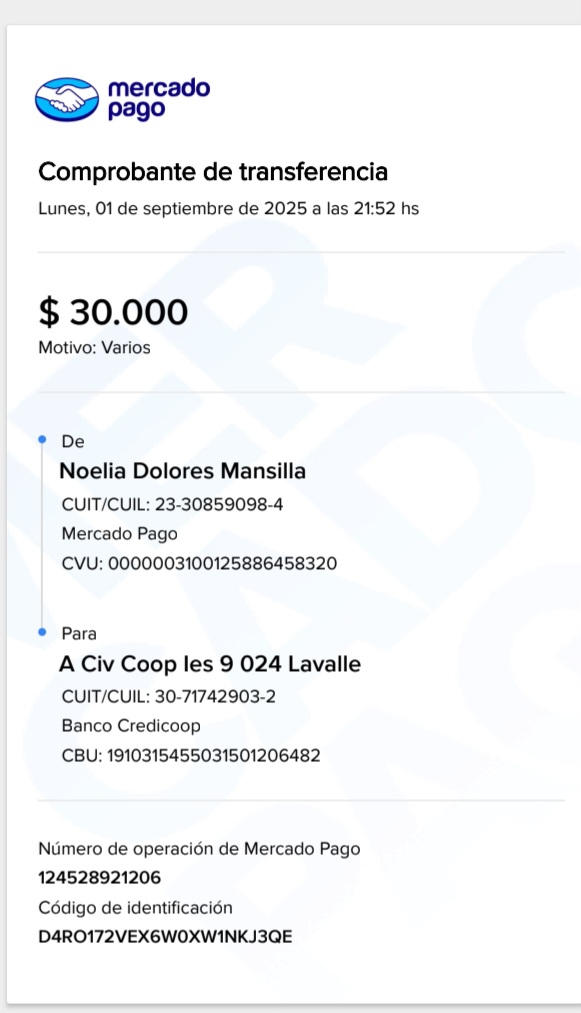 mercado
pago
Comprobante de transferencia
Lunes, 01 de septiembre de 2025 a las 21:52 hs
$ 30.000
Motivo: Varios
De
Noelia Dolores Mansilla
CUIT/CUIL: 23-30859098-4
Mercado Pago
CVU: 0000003100125886458320
Para
A Civ Coop Ies 9 024 Lavalle
CUIT/CUIL: 30-71742903-2
Banco Credicoop
CBU: 1910315455031501206482
Número de operación de Mercado Pago
124528921206
Código de identificación
D4RO172VEX6W0XW1NKJ3QE